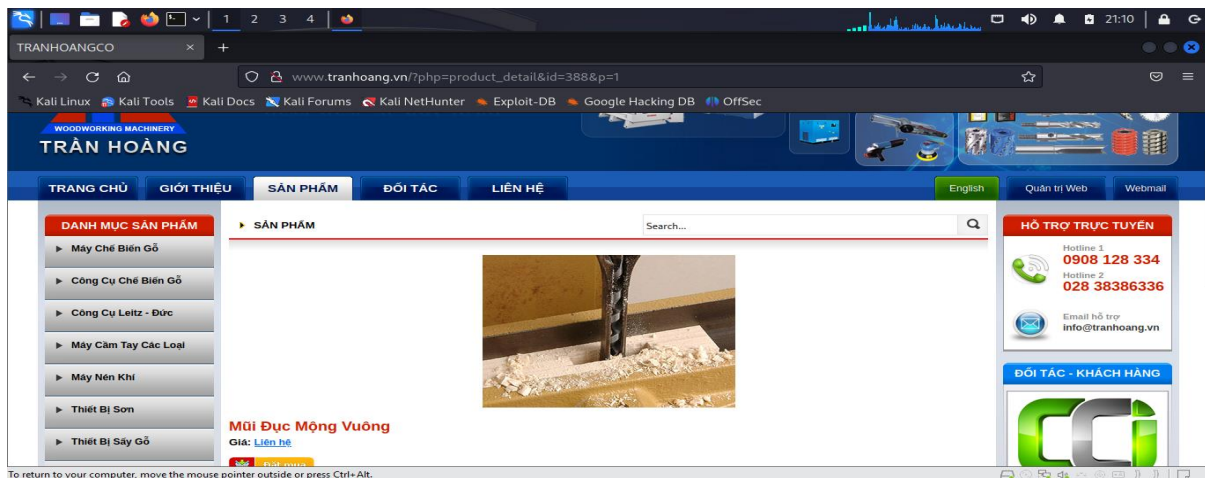 1 2 3 4
21:10
TRANHOANGCO × +
www.tranhoang.vn/?php=product_detail&id=388&p=1
Kali Linux Kali Tools Kali Docs Kali Forums Kali NetHunter Exploit-DB Google Hacking DB OffSec
WOODWORKING MACHINERY
TRẦN HOÀNG
TRANG CHỦ GIỚI THIỆU SẢN PHẨM ĐỐI TÁC LIÊN HỆ English Quản trị Web Webmail
DANH MỤC SẢN PHẨM
Máy Chế Biến Gỗ
Công Cụ Chế Biến Gỗ
Công Cụ Leitz - Đức
Máy Cầm Tay Các Loại
Máy Nén Khí
Thiết Bị Sơn
Thiết Bị Sấy Gỗ
SẢN PHẨM
Search...
Mũi Đục Mộng Vuông
Giá: Liên hệ
Đặt mua
HỖ TRỢ TRỰC TUYẾN
Hotline 1
0908 128 334
Hotline 2
028 38386336
Email hỗ trợ
info@tranhoang.vn
ĐỐI TÁC - KHÁCH HÀNG
CCi
To return to your computer, move the mouse pointer outside or press Ctrl+Alt.